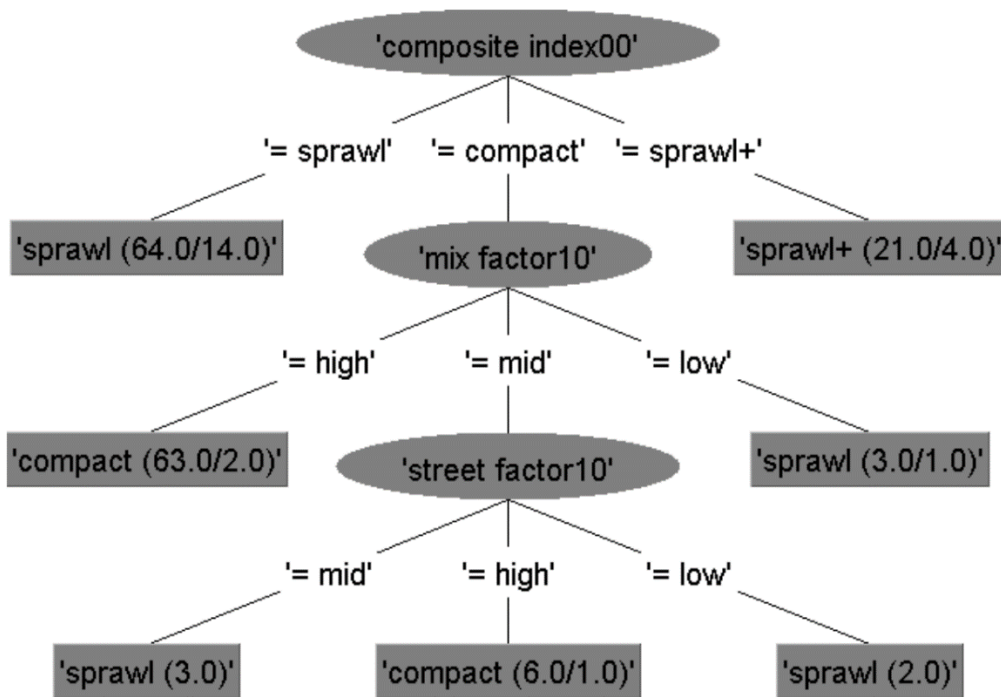 'composite index00'
'= sprawl' '= compact' '= sprawl+'
'sprawl (64.0/14.0)' 'mix factor10' 'sprawl+ (21.0/4.0)'
'= high' '= mid' '= low'
'compact (63.0/2.0)' 'street factor10' 'sprawl (3.0/1.0)'
'= mid' '= high' '= low'
'sprawl (3.0)' 'compact (6.0/1.0)' 'sprawl (2.0)'